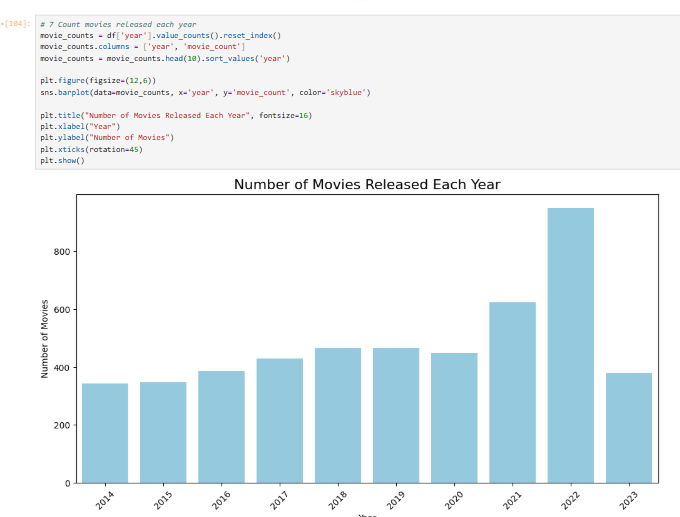 [104]:
# 7 Count movies released each year
movie_counts = df['year'].value_counts().reset_index()
movie_counts.columns = ['year', 'movie_count']
movie_counts = movie_counts.head(10).sort_values('year')
plt.figure(figsize=(12,6))
sns.barplot(data=movie_counts, x='year', y='movie_count', color='skyblue')
plt.title("Number of Movies Released Each Year", fontsize=16)
plt.xlabel("Year")
plt.ylabel("Number of Movies")
plt.xticks(rotation=45)
plt.show()
Number of Movies Released Each Year
Number of Movies
800
600
400
200
0
2014 2015 2016 2017 2018 2019 2020 2021 2022 2023